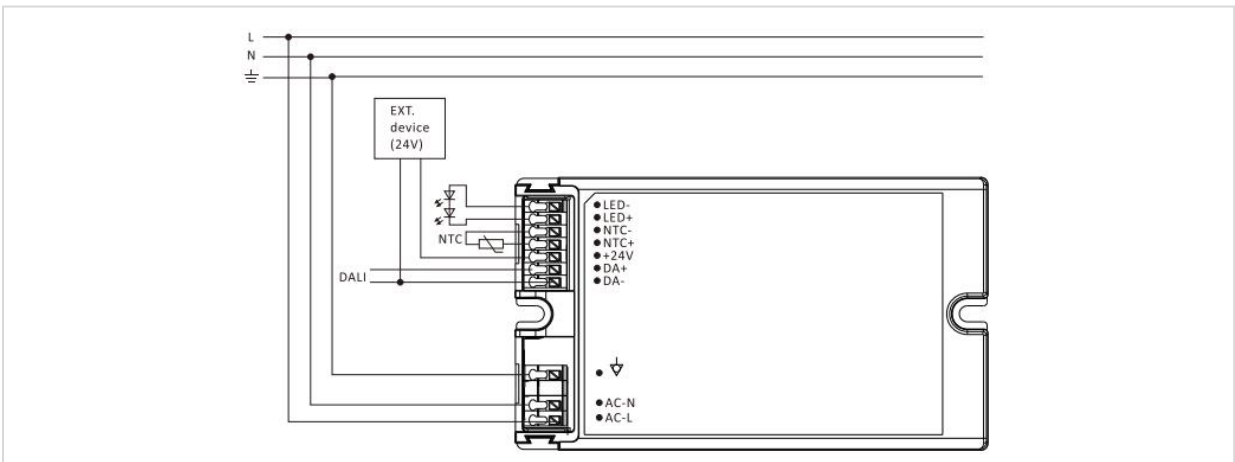 L
N
EXT.
device
(24V)
NTC
DALI
LED-
LED+
NTC-
NTC+
+24V
DA+
DA-
AC-N
AC-L